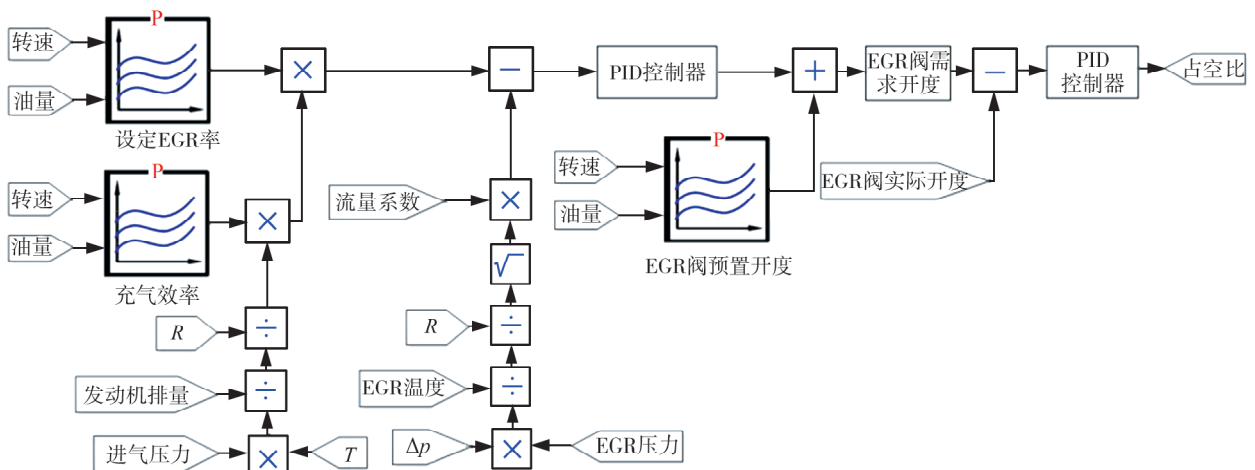 P
转速
油量
设定EGR率
×
−
PID控制器
+
EGR阀需
求开度
−
PID
控制器
占空比
P
转速
油量
充气效率
×
流量系数
×
√
P
转速
油量
EGR阀预置开度
EGR阀实际开度
R
÷
R
÷
发动机排量
÷
EGR温度
÷
进气压力
×
T
Δp
×
EGR压力